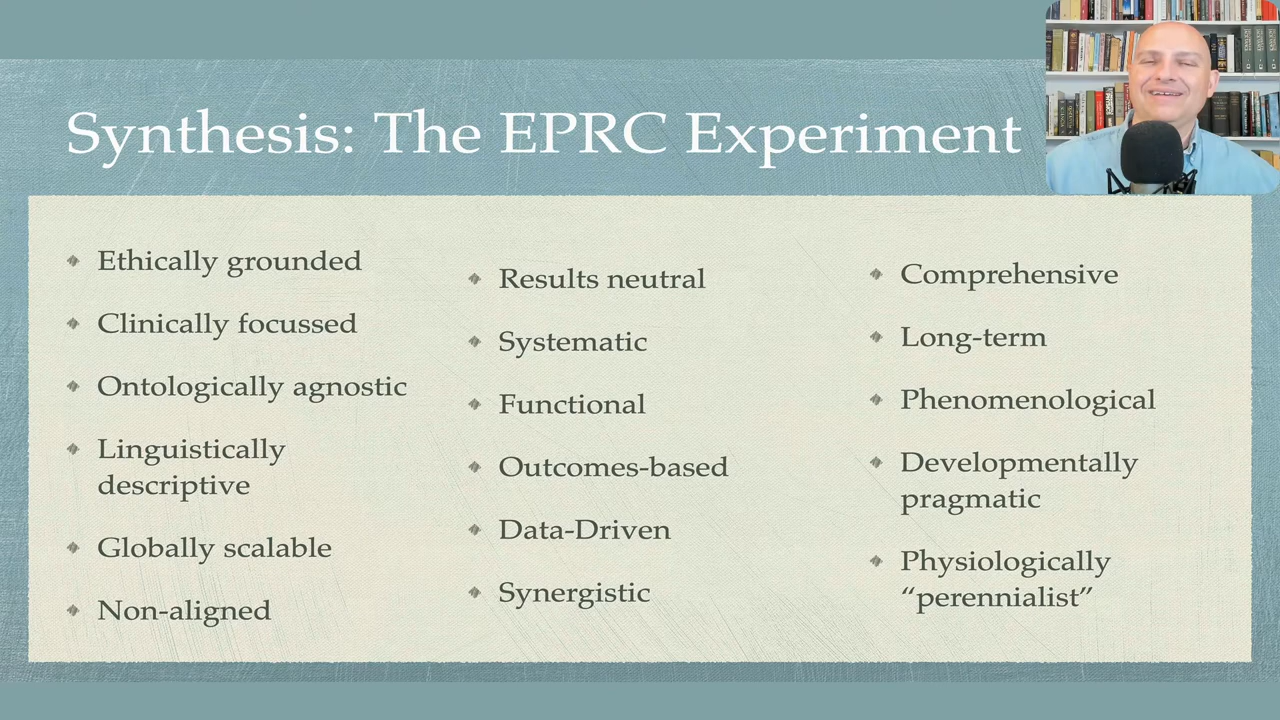 Synthesis: The EPRC Experiment
Ethically grounded
Clinically focussed
Ontologically agnostic
Linguistically
descriptive
Globally scalable
Non-aligned
Results neutral
Systematic
Functional
Outcomes-based
Data-Driven
Synergistic
Comprehensive
Long-term
Phenomenological
Developmentally
pragmatic
Physiologically
“perennialist”